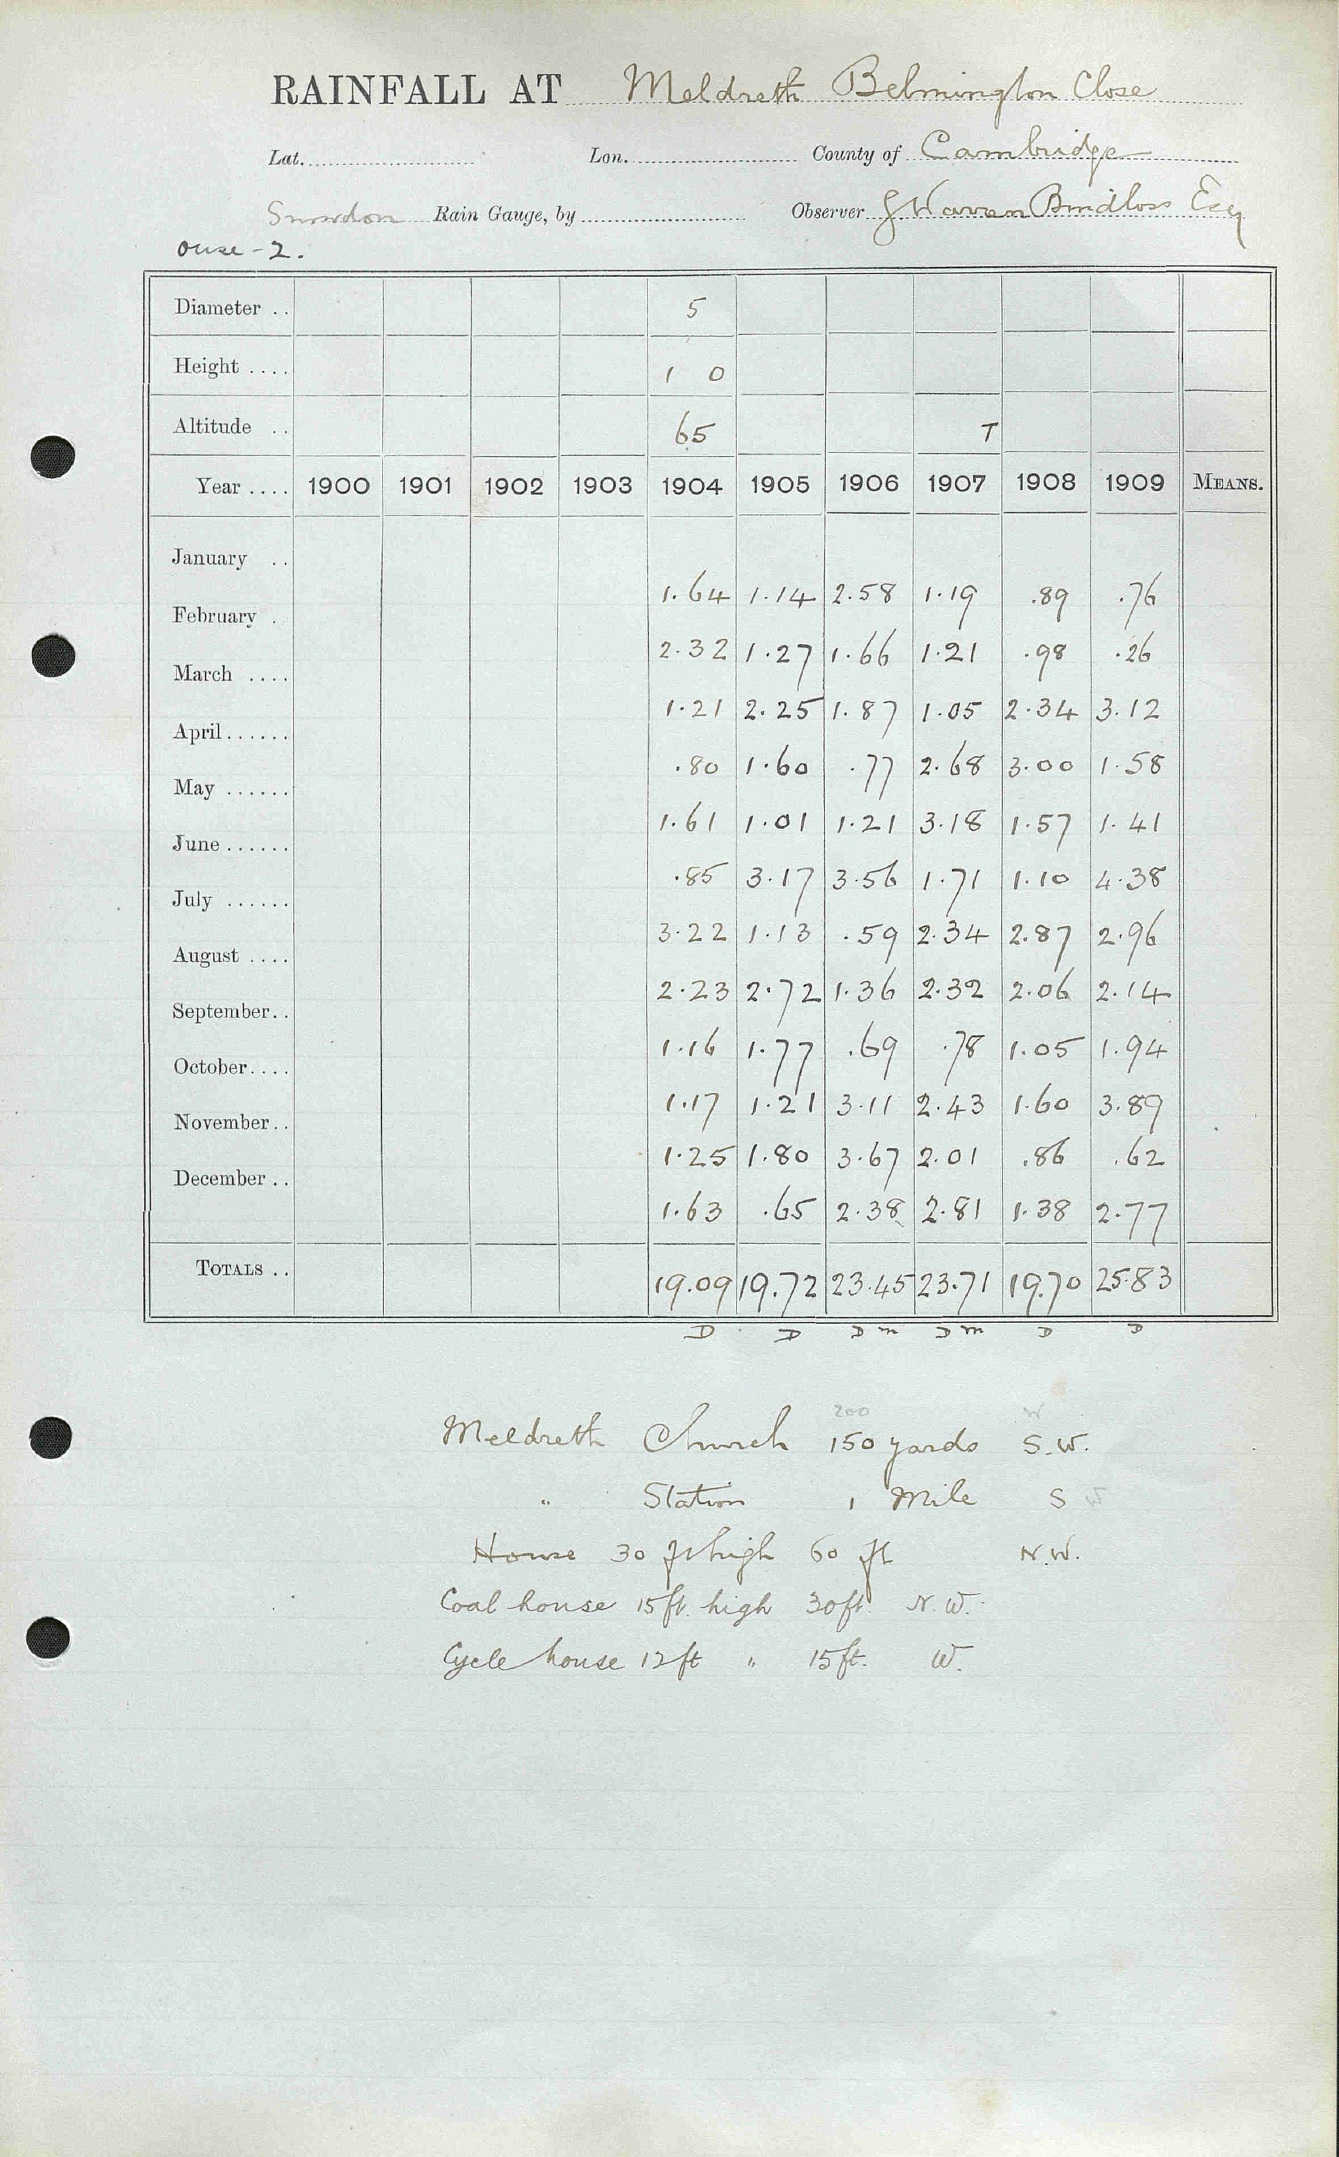 RAINFALL AT Meldreth Belmington Close
Lat. Lon. County of Cambridge
Snowdon Rain Gauge, by Observer J Warren Bindloss Esq
ouse - 2.
Diameter .. 5
Height .... 1 0
Altitude .. 65 T
Year .... 1900 1901 1902 1903 1904 1905 1906 1907 1908 1909 MEANS.
January .. 1.64 1.14 2.58 1.19 .89 .76
February . 2.32 1.27 1.66 1.21 .98 .26
March .... 1.21 2.25 1.87 1.05 2.34 3.12
April...... .80 1.60 .77 2.68 3.00 1.58
May ...... 1.61 1.01 1.21 3.18 1.57 1.41
June ...... .85 3.17 3.56 1.71 1.10 4.38
July ...... 3.22 1.13 .59 2.34 2.87 2.96
August .... 2.23 2.72 1.36 2.32 2.06 2.14
September.. 1.16 1.77 .69 .78 1.05 1.94
October.... 1.17 1.21 3.11 2.43 1.60 3.89
November.. 1.25 1.80 3.67 2.01 .86 .62
December .. 1.63 .65 2.38 2.81 1.38 2.77
TOTALS .. 19.09 19.72 23.45 23.71 19.70 25.83
D D D m D m D D
200 W
Meldreth Church 150 yards S.W.
" Station 1 Mile S W
House 30 ft high 60 ft N.W.
Coal house 15ft. high 30ft N.W.
Cycle house 12ft " 15ft. W.